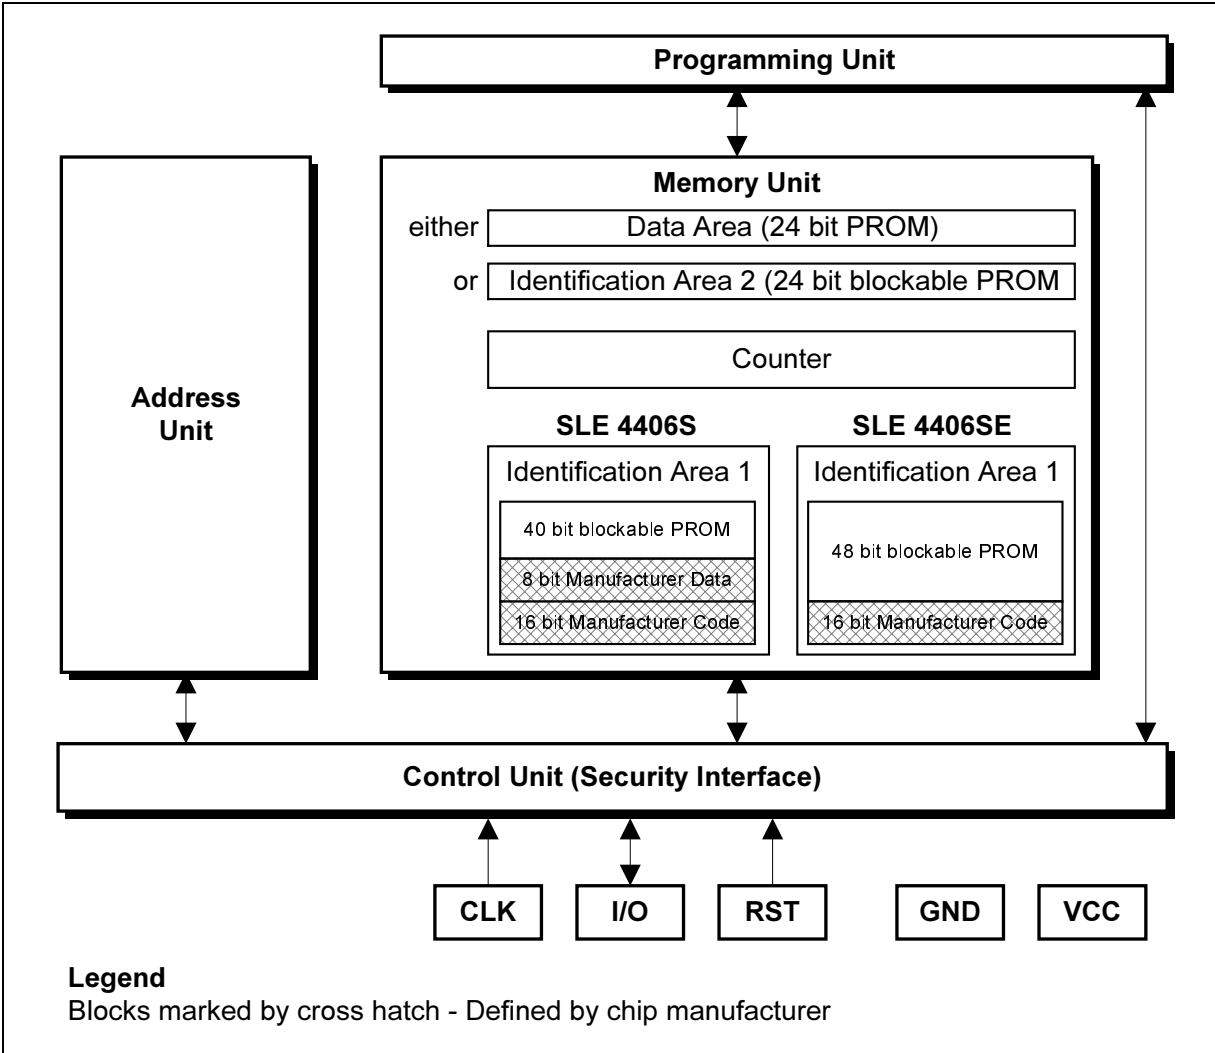 Programming Unit
Memory Unit
either
Data Area (24 bit PROM)
or
Identification Area 2 (24 bit blockable PROM
Counter
Address
Unit
SLE 4406S
SLE 4406SE
Identification Area 1
Identification Area 1
40 bit blockable PROM
8 bit Manufacturer Data
16 bit Manufacturer Code
48 bit blockable PROM
16 bit Manufacturer Code
Control Unit (Security Interface)
CLK
I/O
RST
GND
VCC
Legend
Blocks marked by cross hatch - Defined by chip manufacturer